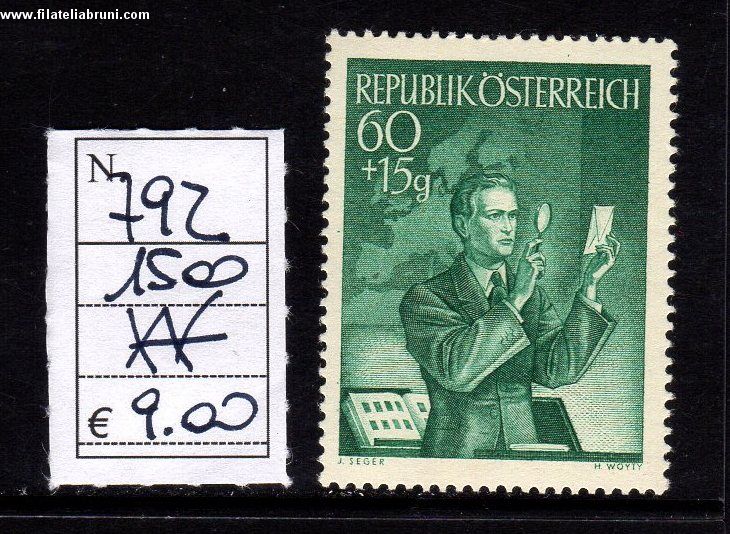 www.filateliabruni.com
N 792
1500
€ 9.00
REPUBLIK ÖSTERREICH
60
+15g
J. SEGER H. WOYTY